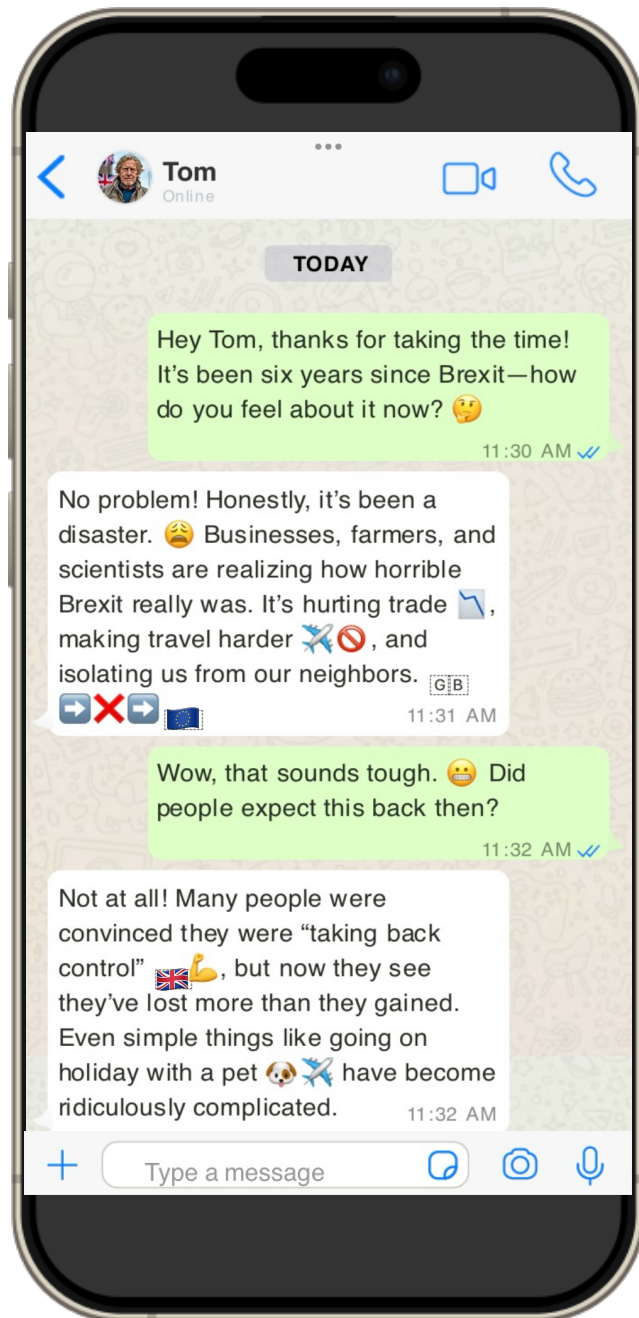 Tom
Online
TODAY
Hey Tom, thanks for taking the time!
It’s been six years since Brexit—how
do you feel about it now? 🤔
11:30 AM
No problem! Honestly, it’s been a
disaster. 😩 Businesses, farmers, and
scientists are realizing how horrible
Brexit really was. It’s hurting trade 📉,
making travel harder ✈️🚫, and
isolating us from our neighbors. GB
➡️❌➡️🇪🇺
11:31 AM
Wow, that sounds tough. 😬 Did
people expect this back then?
11:32 AM
Not at all! Many people were
convinced they were “taking back
control” 🇬🇧💪, but now they see
they’ve lost more than they gained.
Even simple things like going on
holiday with a pet 🐶✈️ have become
ridiculously complicated.
11:32 AM
Type a message